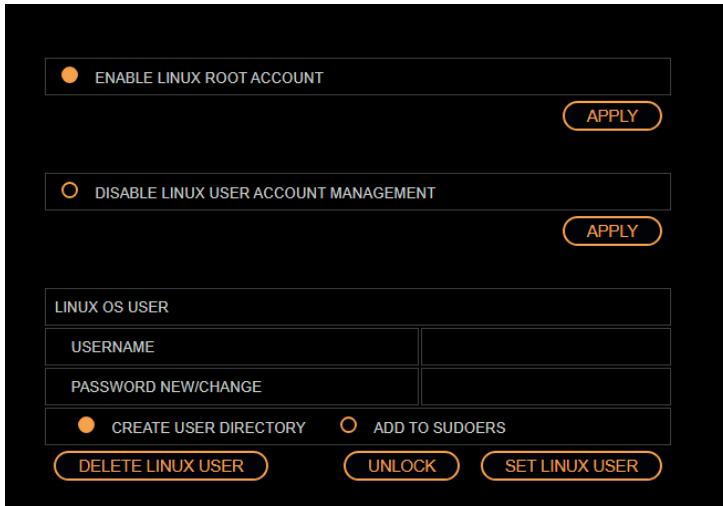 ENABLE LINUX ROOT ACCOUNT
APPLY
DISABLE LINUX USER ACCOUNT MANAGEMENT
APPLY
LINUX OS USER
USERNAME
PASSWORD NEW/CHANGE
CREATE USER DIRECTORY ADD TO SUDOERS
DELETE LINUX USER UNLOCK SET LINUX USER